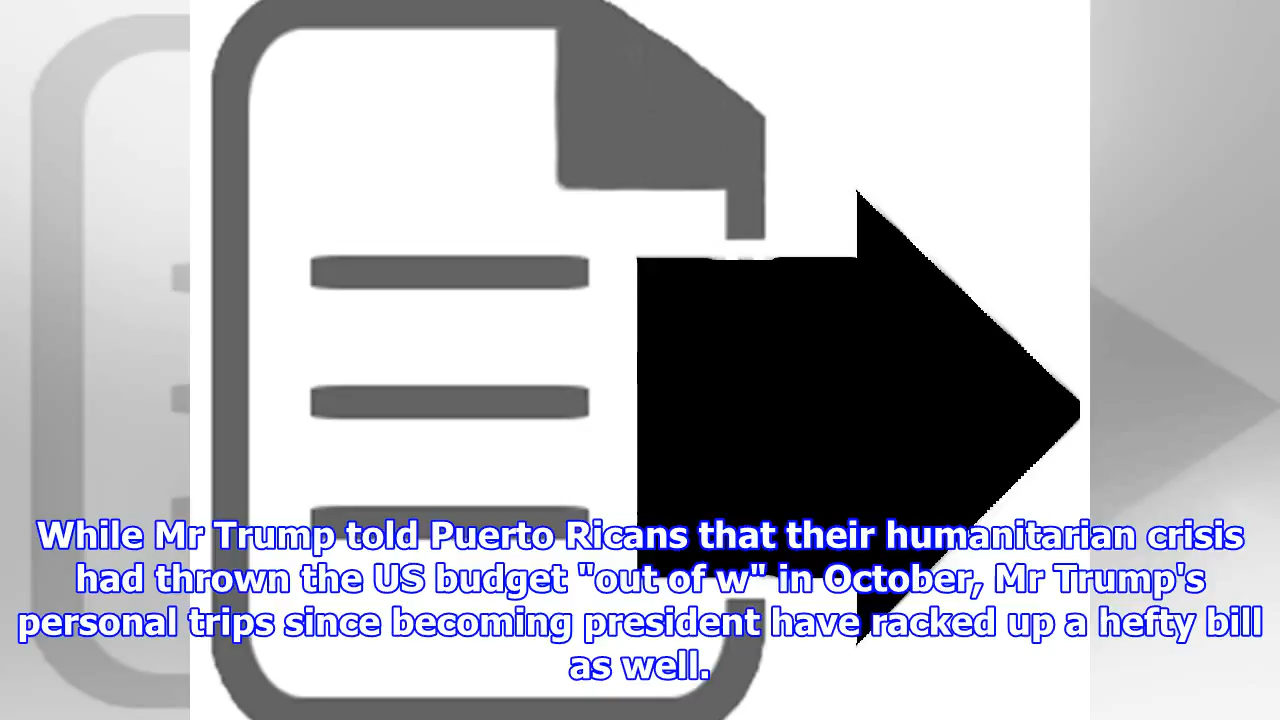 While Mr Trump told Puerto Ricans that their humanitarian crisis
had thrown the US budget "out of w" in October, Mr Trump's
personal trips since becoming president have racked up a hefty bill
as well.